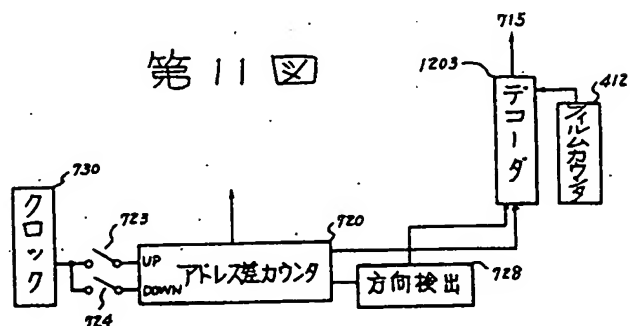 第11図
715
1203
デコーダ
412
フィルムカウンタ
730
クロック
723
UP
DOWN
724
720
アドレス差カウンタ
方向検出
728